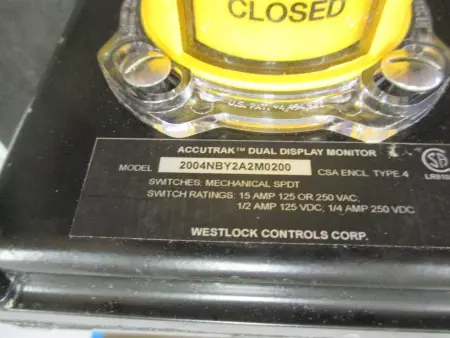 CLOSED
U.S. PAT.
ACCUTRAK™ DUAL DISPLAY MONITOR
MODEL 2004NBY2A2M0200 CSA ENCL. TYPE 4
SWITCHES: MECHANICAL SPDT
SWITCH RATINGS: 15 AMP 125 OR 250 VAC,
1/2 AMP 125 VDC, 1/4 AMP 250 VDC
WESTLOCK CONTROLS CORP.